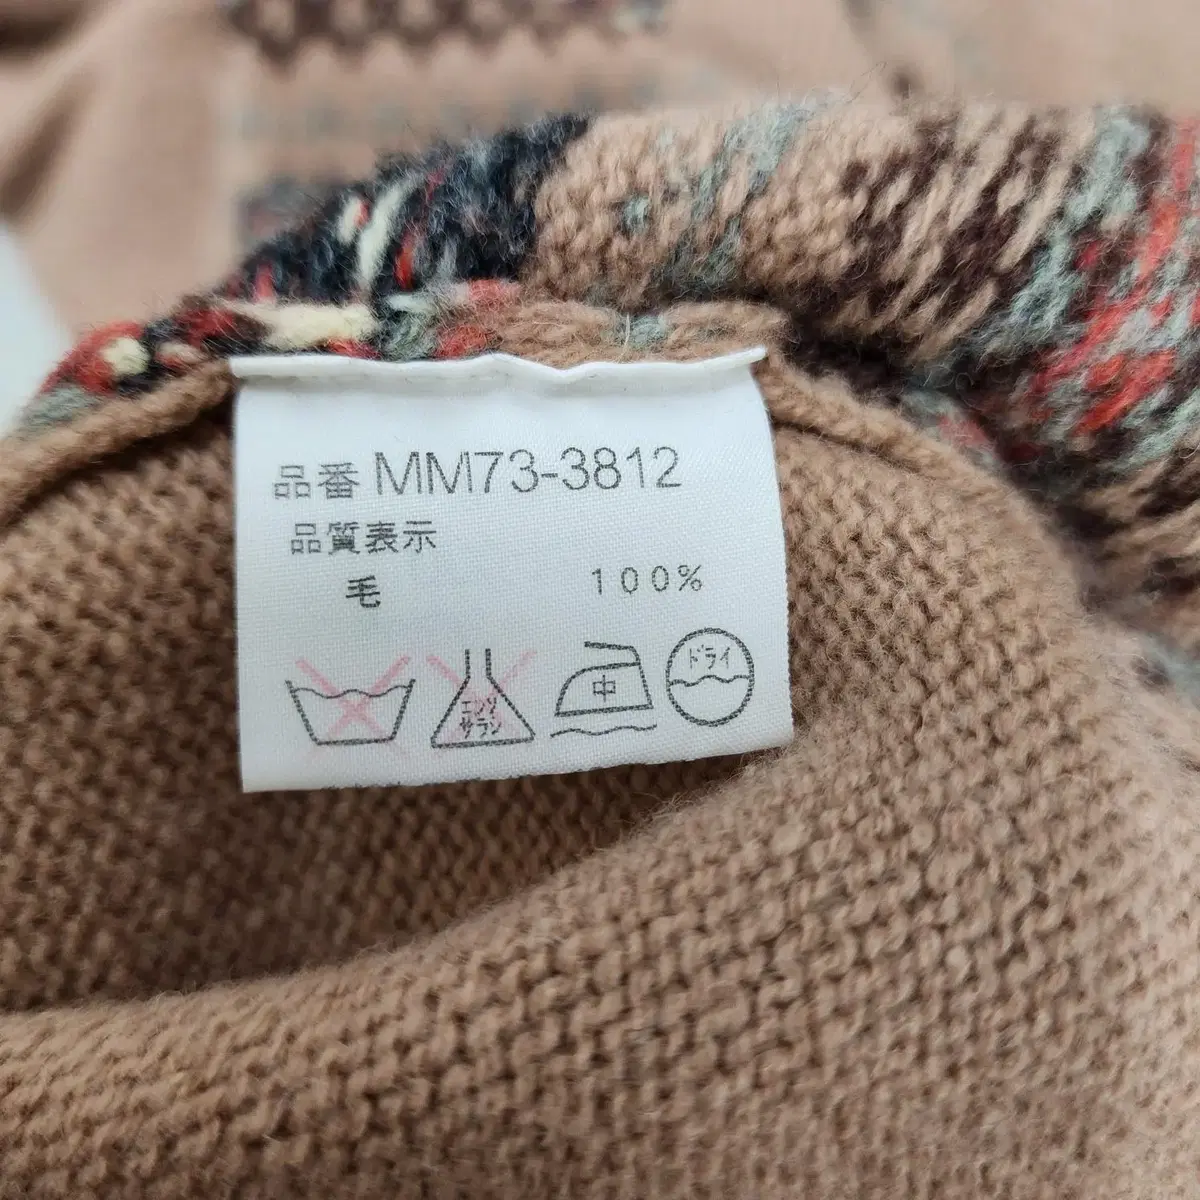 品番 MM73-3812
品質表示
毛 100%
エンソ
サラシ
中
ドライ